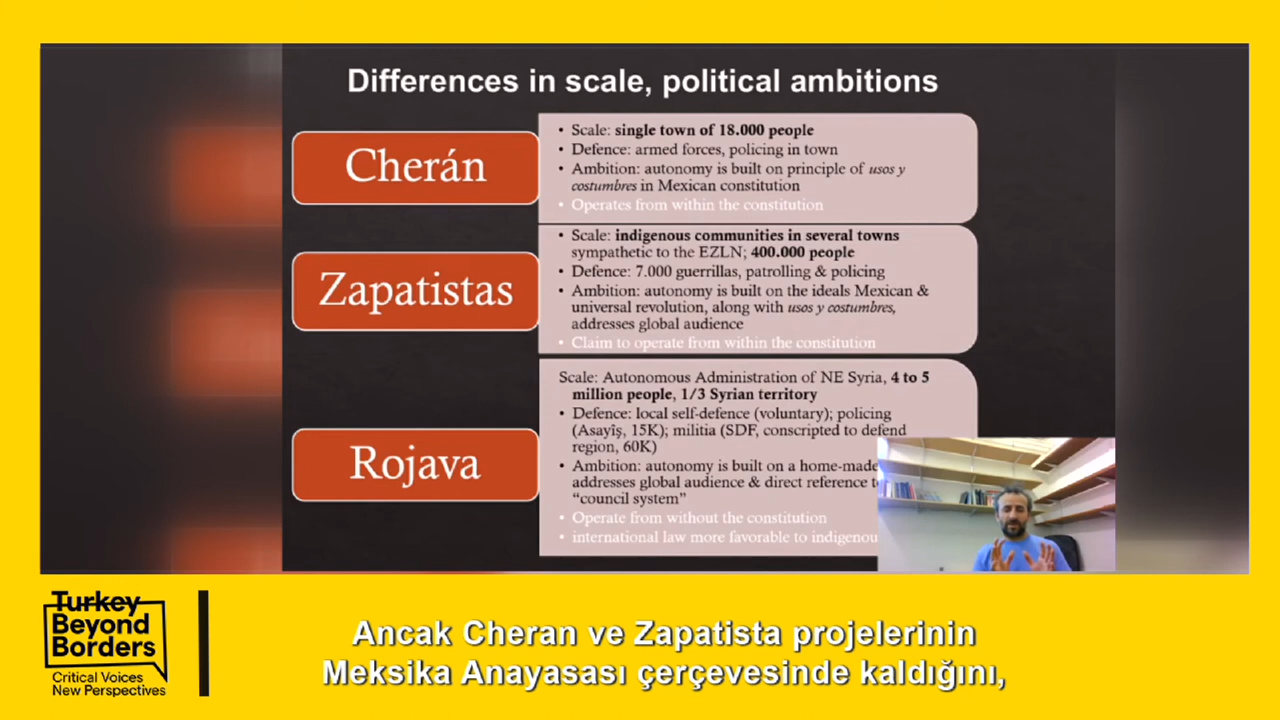 Differences in scale, political ambitions
Cherán
• Scale: single town of 18.000 people
• Defence: armed forces, policing in town
• Ambition: autonomy is built on principle of usos y
costumbres in Mexican constitution
• Operates from within the constitution
Zapatistas
• Scale: indigenous communities in several towns
sympathetic to the EZLN; 400.000 people
• Defence: 7.000 guerrillas, patrolling & policing
• Ambition: autonomy is built on the ideals Mexican &
universal revolution, along with usos y costumbres,
addresses global audience
• Claim to operate from within the constitution
Rojava
Scale: Autonomous Administration of NE Syria, 4 to 5
million people, 1/3 Syrian territory
• Defence: local self-defence (voluntary); policing
(Asayîş, 15K); militia (SDF, conscripted to defend
region, 60K)
• Ambition: autonomy is built on a home-made
addresses global audience & direct reference
"council system"
• Operate from without the constitution
• international law more favorable to
Turkey
Beyond
Borders
Critical Voices
New Perspectives
Ancak Cheran ve Zapatista projelerinin
Meksika Anayasası çerçevesinde kaldığını,